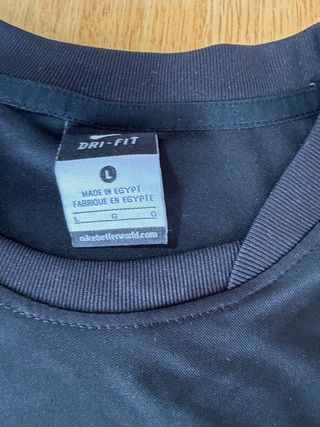 DRI-FIT
L
MADE IN EGYPT
FABRIQUE EN EGYPTE
L G G
nikebetterworld.com